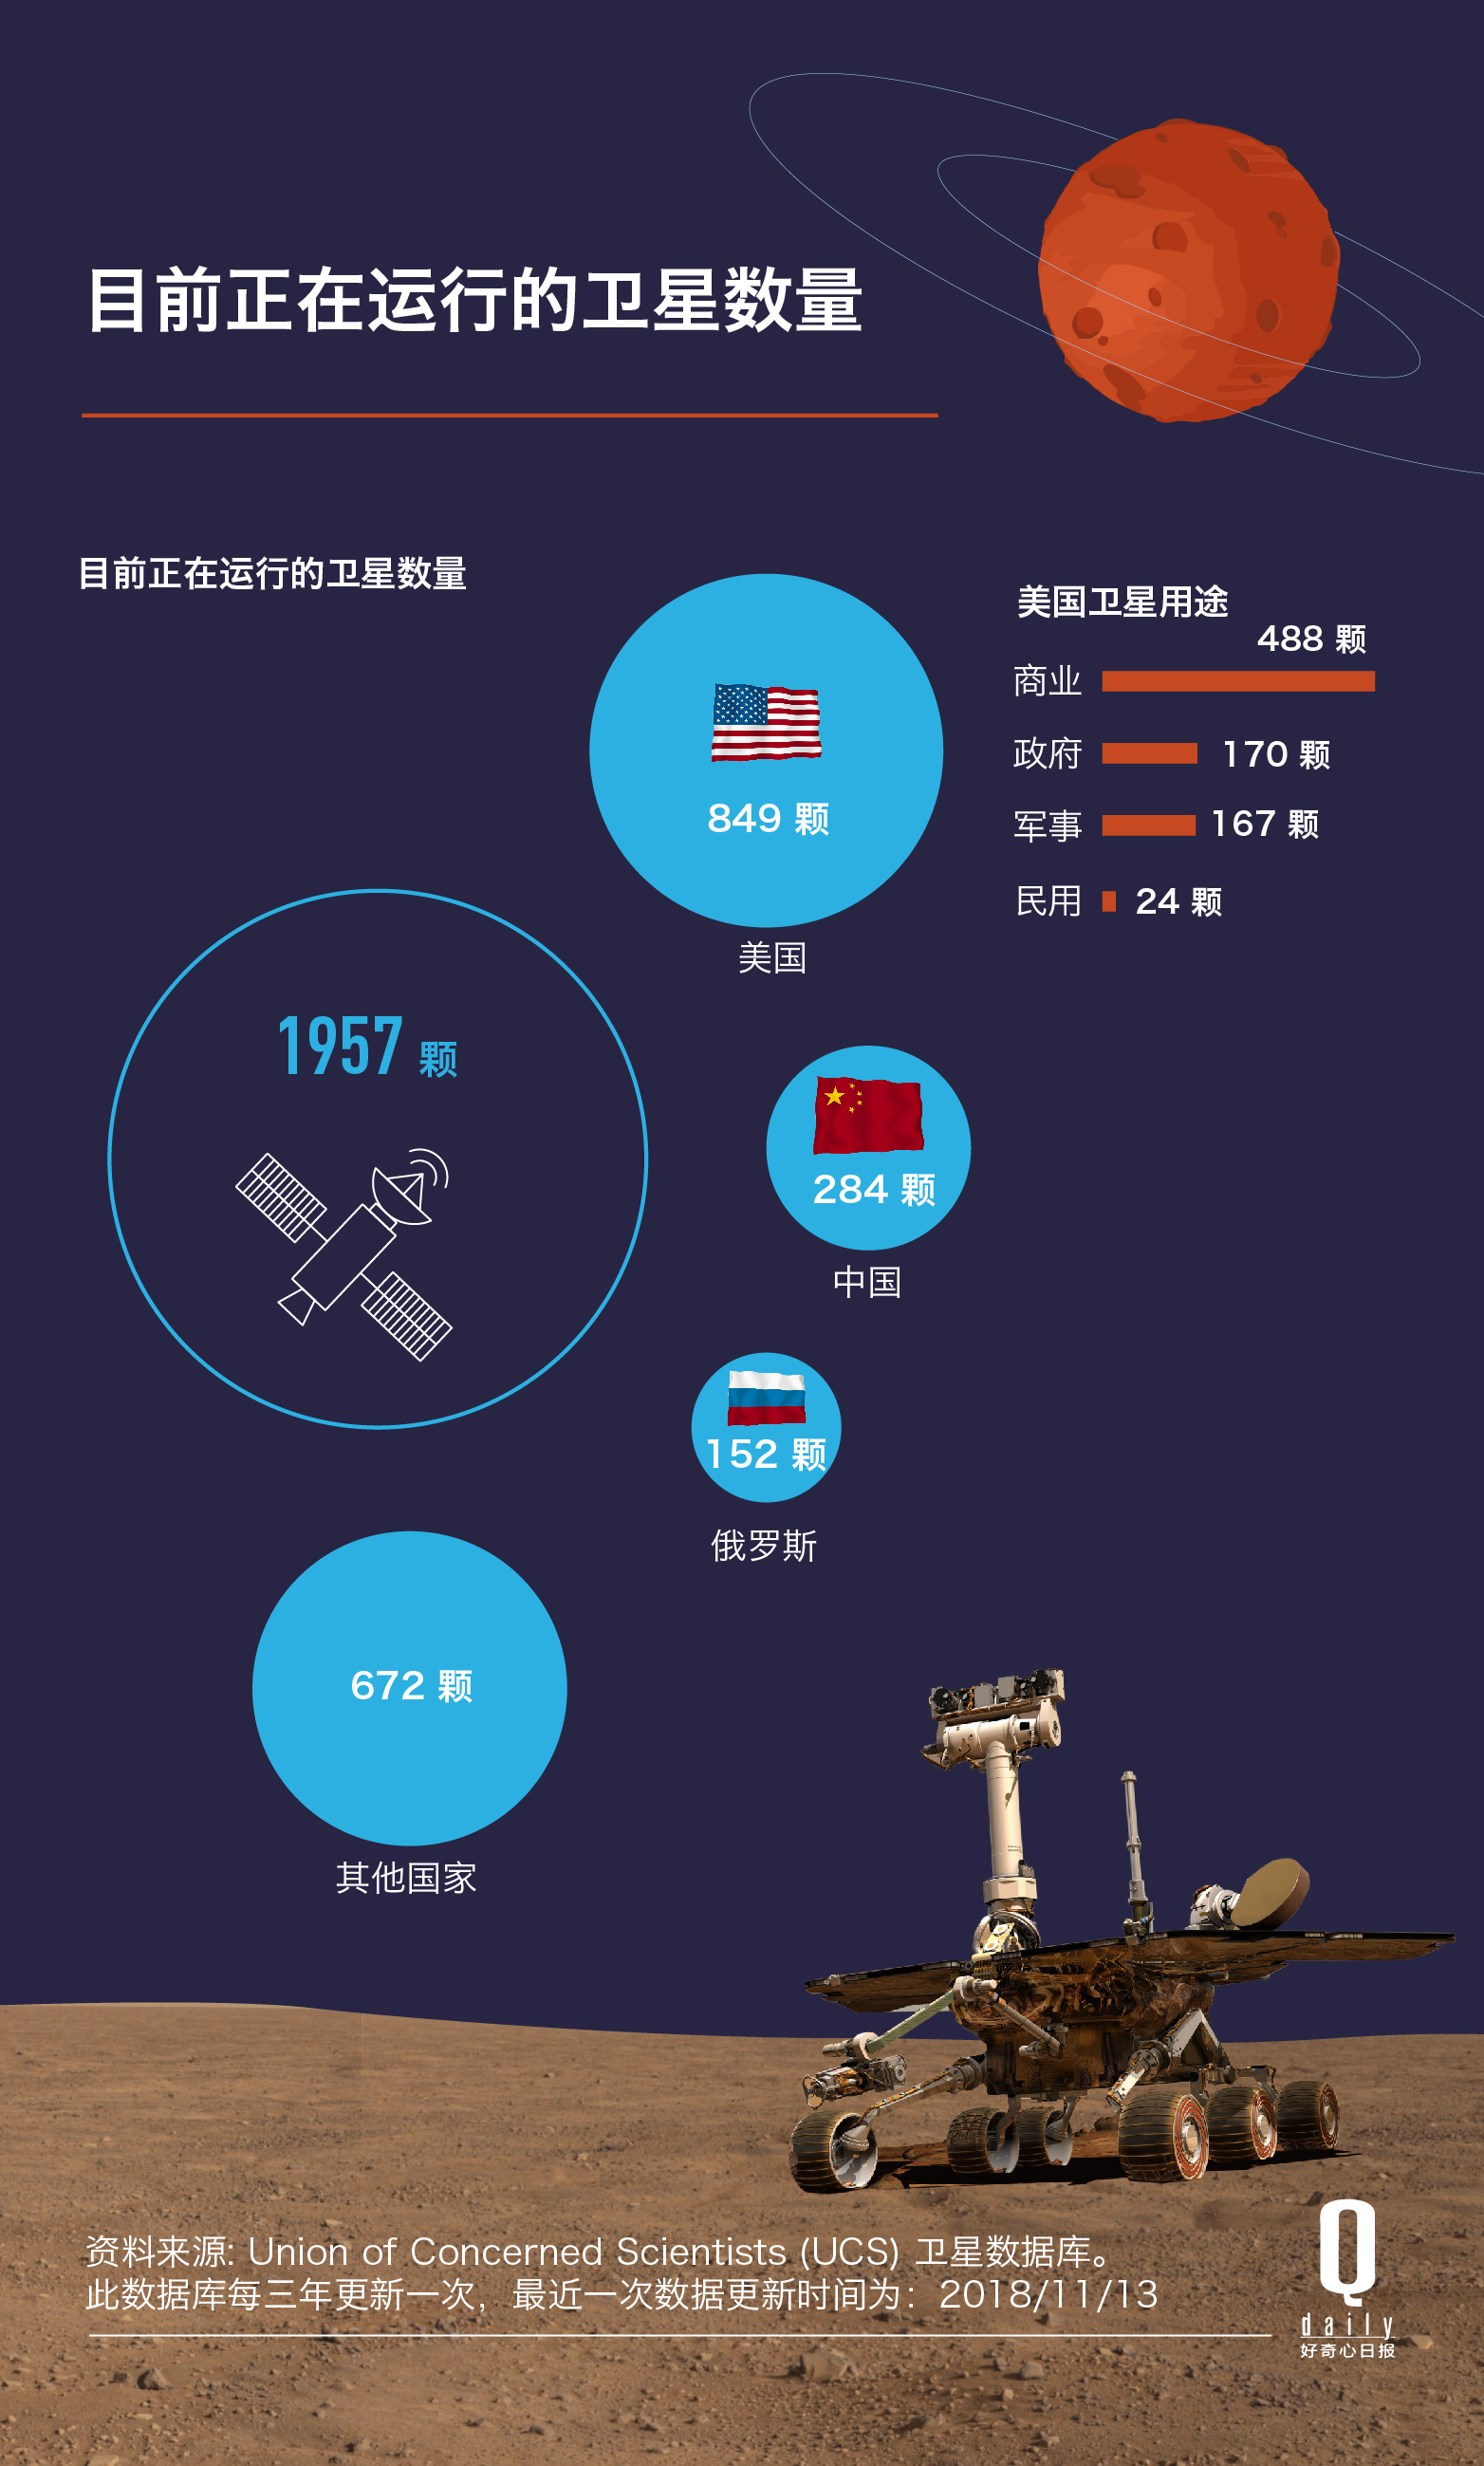 目前正在运行的卫星数量
目前正在运行的卫星数量
美国卫星用途
488 颗
商业
政府 170 颗
军事 167 颗
民用 24 颗
849 颗
美国
1957 颗
284 颗
中国
152 颗
俄罗斯
672 颗
其他国家
资料来源: Union of Concerned Scientists (UCS) 卫星数据库。
此数据库每三年更新一次，最近一次数据更新时间为：2018/11/13
Q
daily
好奇心日报